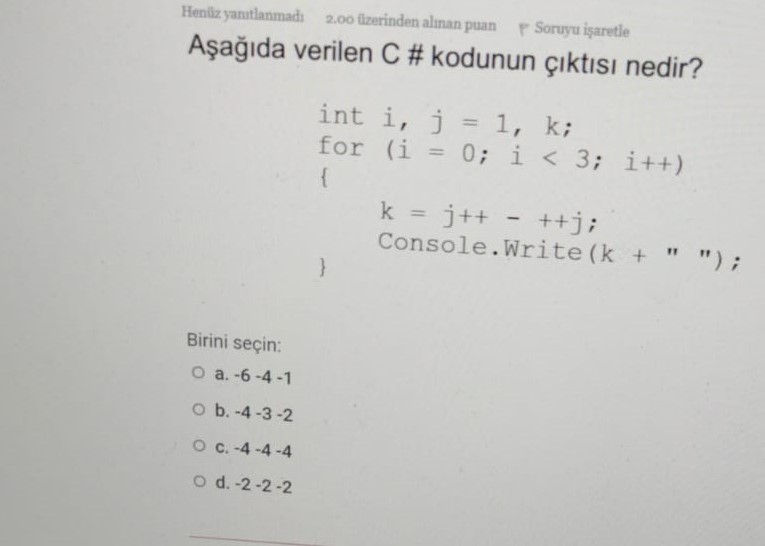 Henüz yanıtlanmadı 2.00 üzerinden alınan puan Soruyu işaretle
Aşağıda verilen C # kodunun çıktısı nedir?
int i, j = 1, k;
for (i = 0; i < 3; i++)
{
k = j++ - ++j;
Console.Write(k + " ");
}
Birini seçin:
a. -6 -4 -1
b. -4 -3 -2
c. -4 -4 -4
d. -2 -2 -2